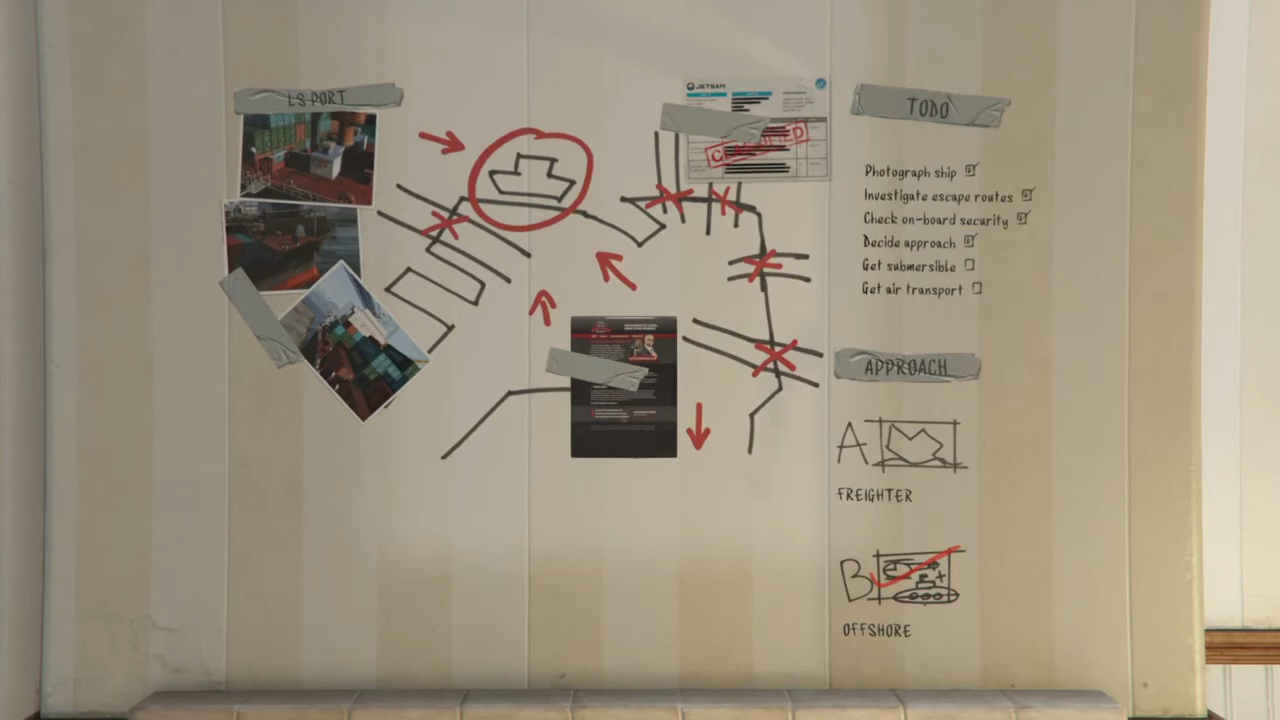 LS PORT
JETSAM
CLASSIFIED
TODO
Photograph ship
Investigate escape routes
Check on-board security
Decide approach
Get submersible
Get air transport
APPROACH
A
FREIGHTER
B
OFFSHORE